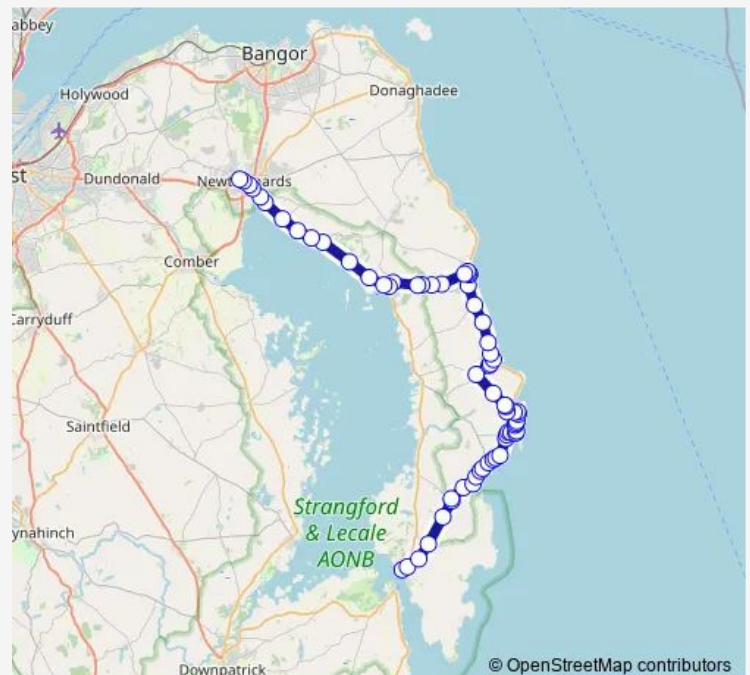 abbey
Bangor
Donaghadee
Holywood
st
Dundonald
Newtownards
Comber
Carryduff
Saintfield
ynahinch
Strangford
& Lecale
AONB
Downpatrick
© OpenStreetMap contributors